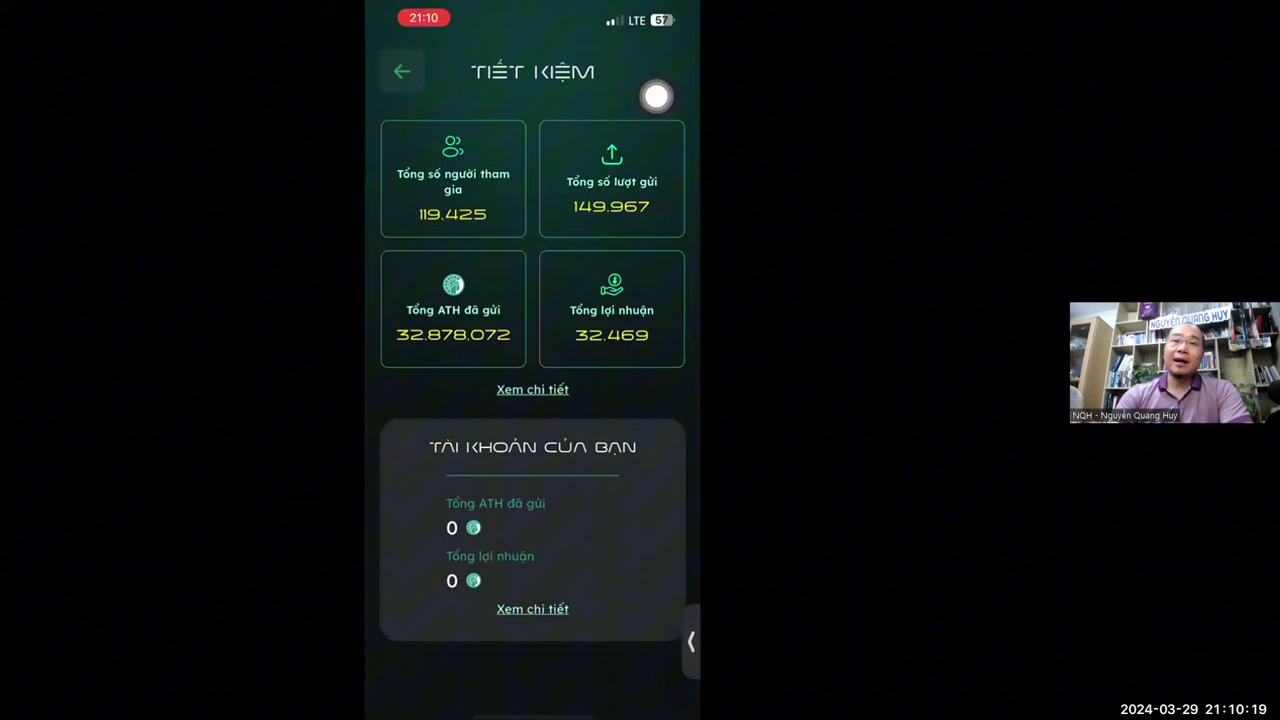 21:10
LTE 57
TIẾT KIỆM
Tổng số người tham
gia
119.425
Tổng số lượt gửi
149.967
Tổng ATH đã gửi
32.878.072
Tổng lợi nhuận
32.469
Xem chi tiết
TÀI KHOẢN CỦA BẠN
Tổng ATH đã gửi
0
Tổng lợi nhuận
0
Xem chi tiết
NGUYỄN QUANG HUY
NQH - Nguyễn Quang Huy
2024-03-29 21:10:19